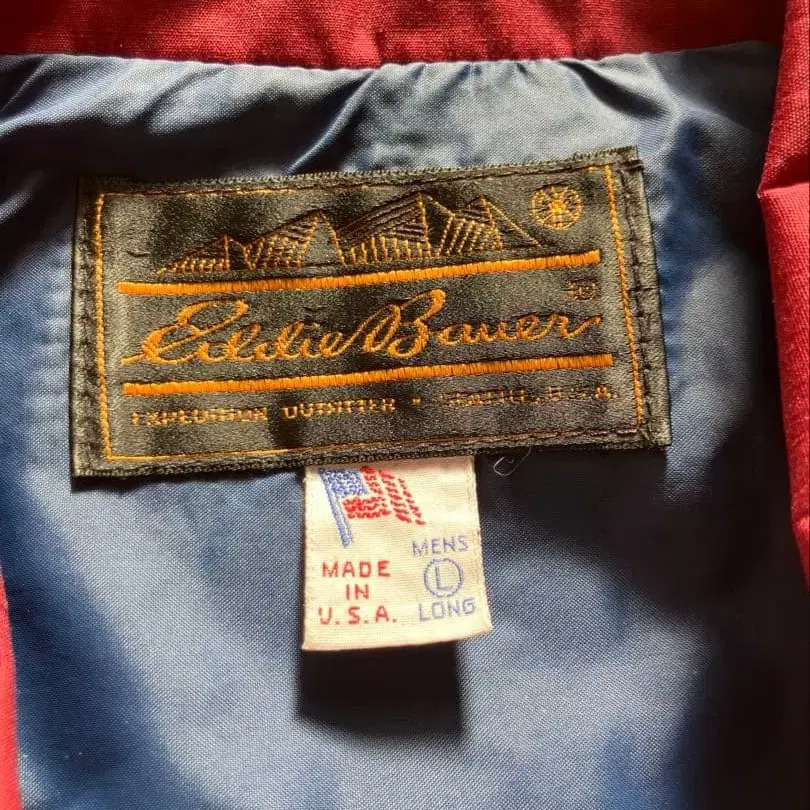 Eddie Bauer ®
EXPEDITION OUTFITTER • SEATTLE, U.S.A.
MADE
IN
U.S.A.
MENS
L
LONG